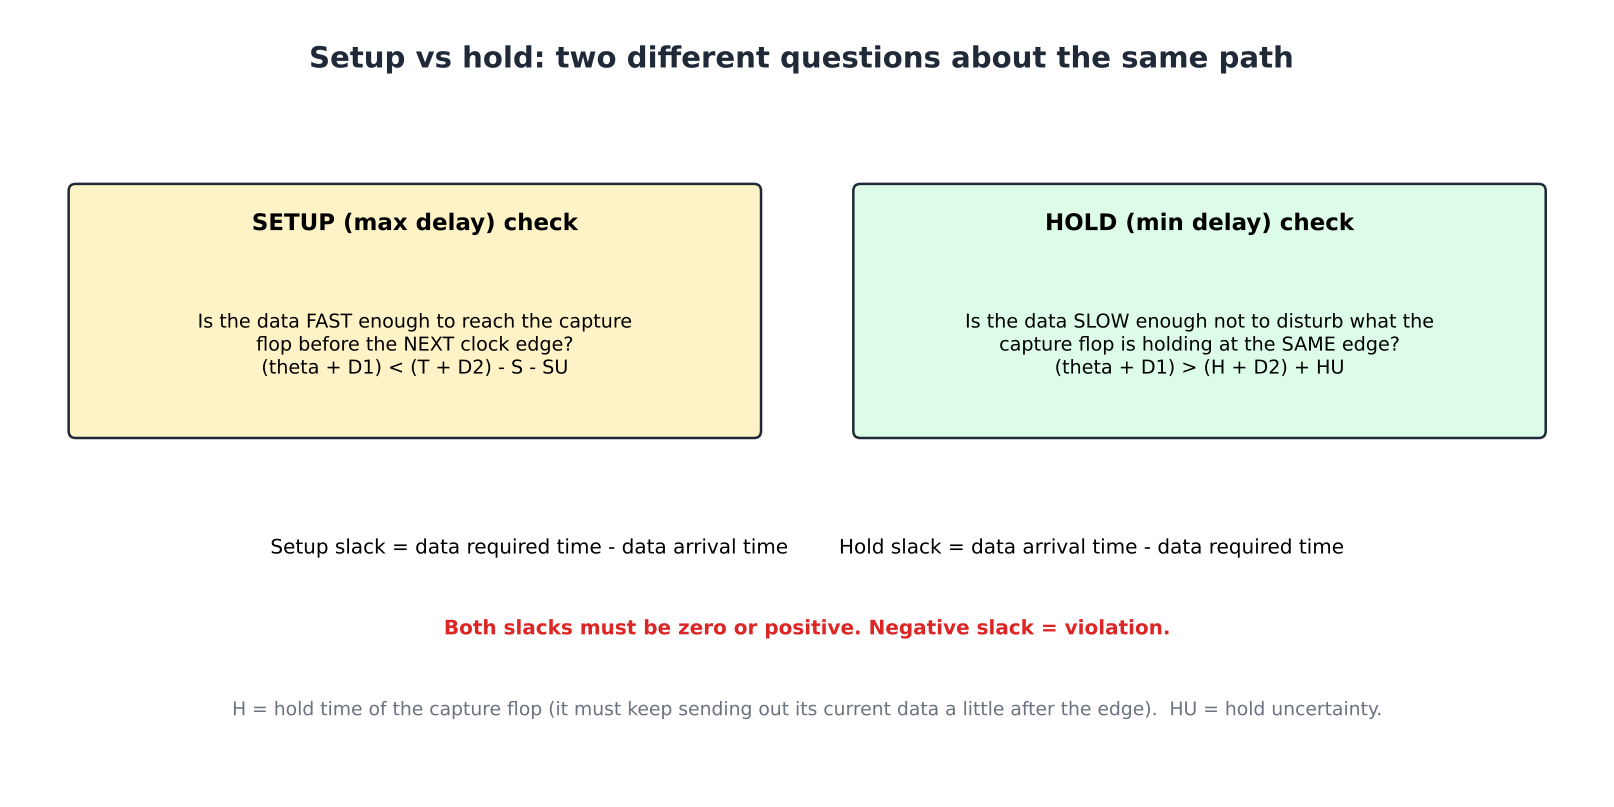 Setup vs hold: two different questions about the same path
SETUP (max delay) check
Is the data FAST enough to reach the capture
flop before the NEXT clock edge?
(theta + D1) < (T + D2) - S - SU
HOLD (min delay) check
Is the data SLOW enough not to disturb what the
capture flop is holding at the SAME edge?
(theta + D1) > (H + D2) + HU
Setup slack = data required time - data arrival time
Hold slack = data arrival time - data required time
Both slacks must be zero or positive. Negative slack = violation.
H = hold time of the capture flop (it must keep sending out its current data a little after the edge).  HU = hold uncertainty.